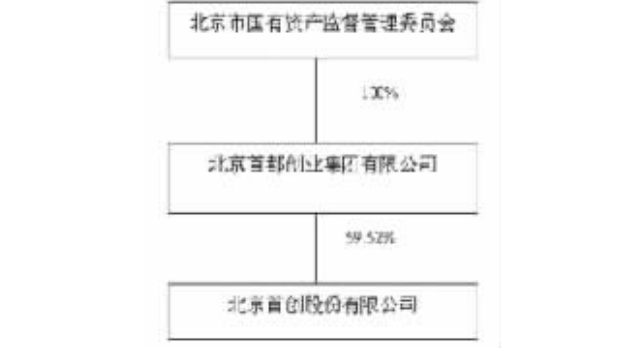 北京市国有资产监督管理委员会
100%
北京首都创业集团有限公司
59.52%
北京首创股份有限公司